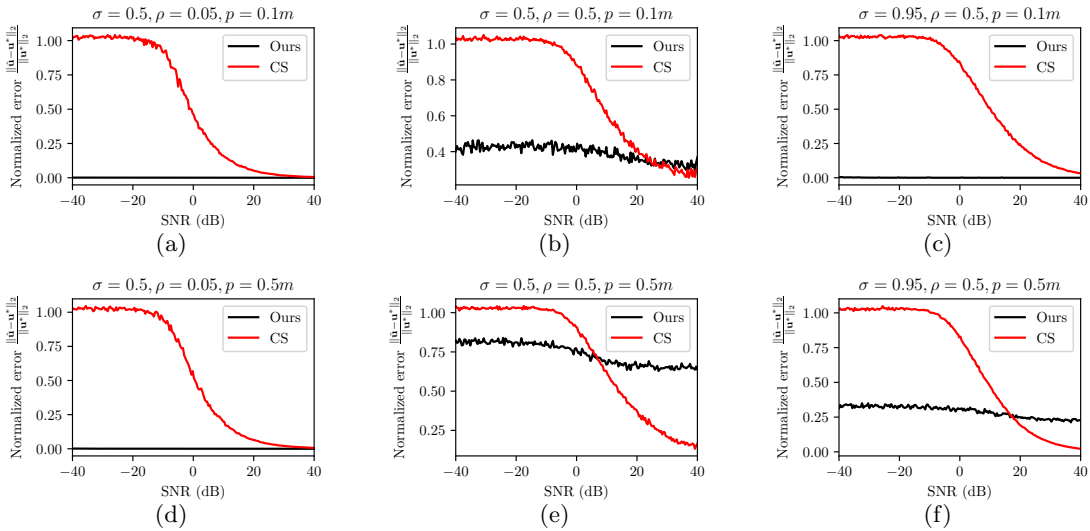 σ = 0.5, ρ = 0.05, p = 0.1m
Normalized error ‖û−u*‖₂ / ‖u*‖₂
1.00
0.75
0.50
0.25
0.00
Ours
CS
−40 −20 0 20 40
SNR (dB)
(a)
σ = 0.5, ρ = 0.5, p = 0.1m
Normalized error ‖û−u*‖₂ / ‖u*‖₂
1.0
0.8
0.6
0.4
Ours
CS
−40 −20 0 20 40
SNR (dB)
(b)
σ = 0.95, ρ = 0.5, p = 0.1m
Normalized error ‖û−u*‖₂ / ‖u*‖₂
1.00
0.75
0.50
0.25
0.00
Ours
CS
−40 −20 0 20 40
SNR (dB)
(c)
σ = 0.5, ρ = 0.05, p = 0.5m
Normalized error ‖û−u*‖₂ / ‖u*‖₂
1.00
0.75
0.50
0.25
0.00
Ours
CS
−40 −20 0 20 40
SNR (dB)
(d)
σ = 0.5, ρ = 0.5, p = 0.5m
Normalized error ‖û−u*‖₂ / ‖u*‖₂
1.00
0.75
0.50
0.25
Ours
CS
−40 −20 0 20 40
SNR (dB)
(e)
σ = 0.95, ρ = 0.5, p = 0.5m
Normalized error ‖û−u*‖₂ / ‖u*‖₂
1.00
0.75
0.50
0.25
0.00
Ours
CS
−40 −20 0 20 40
SNR (dB)
(f)